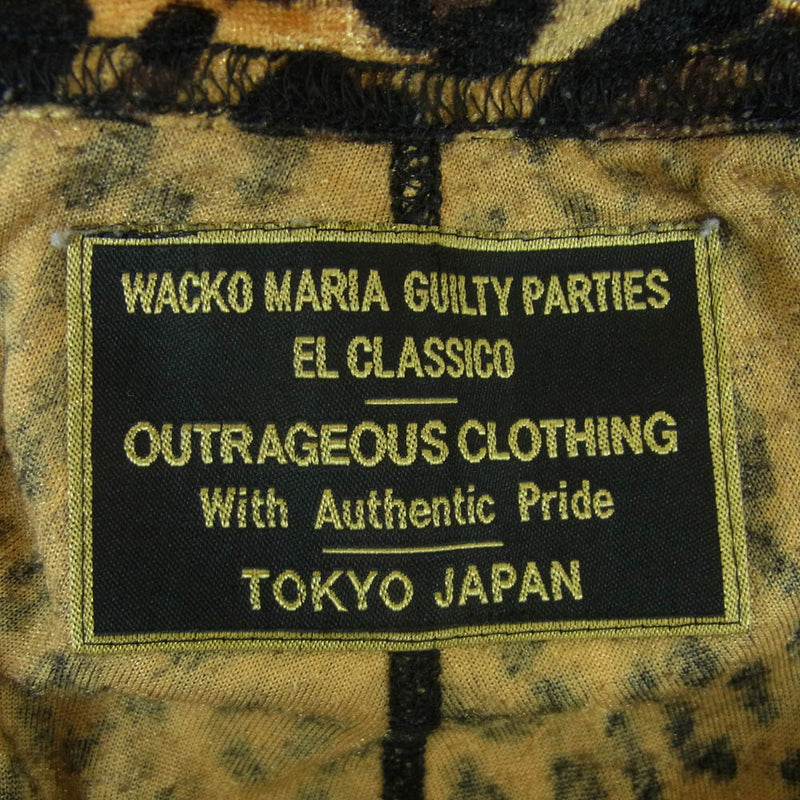 WACKO MARIA GUILTY PARTIES
EL CLASSICO
OUTRAGEOUS CLOTHING
With Authentic Pride
TOKYO JAPAN